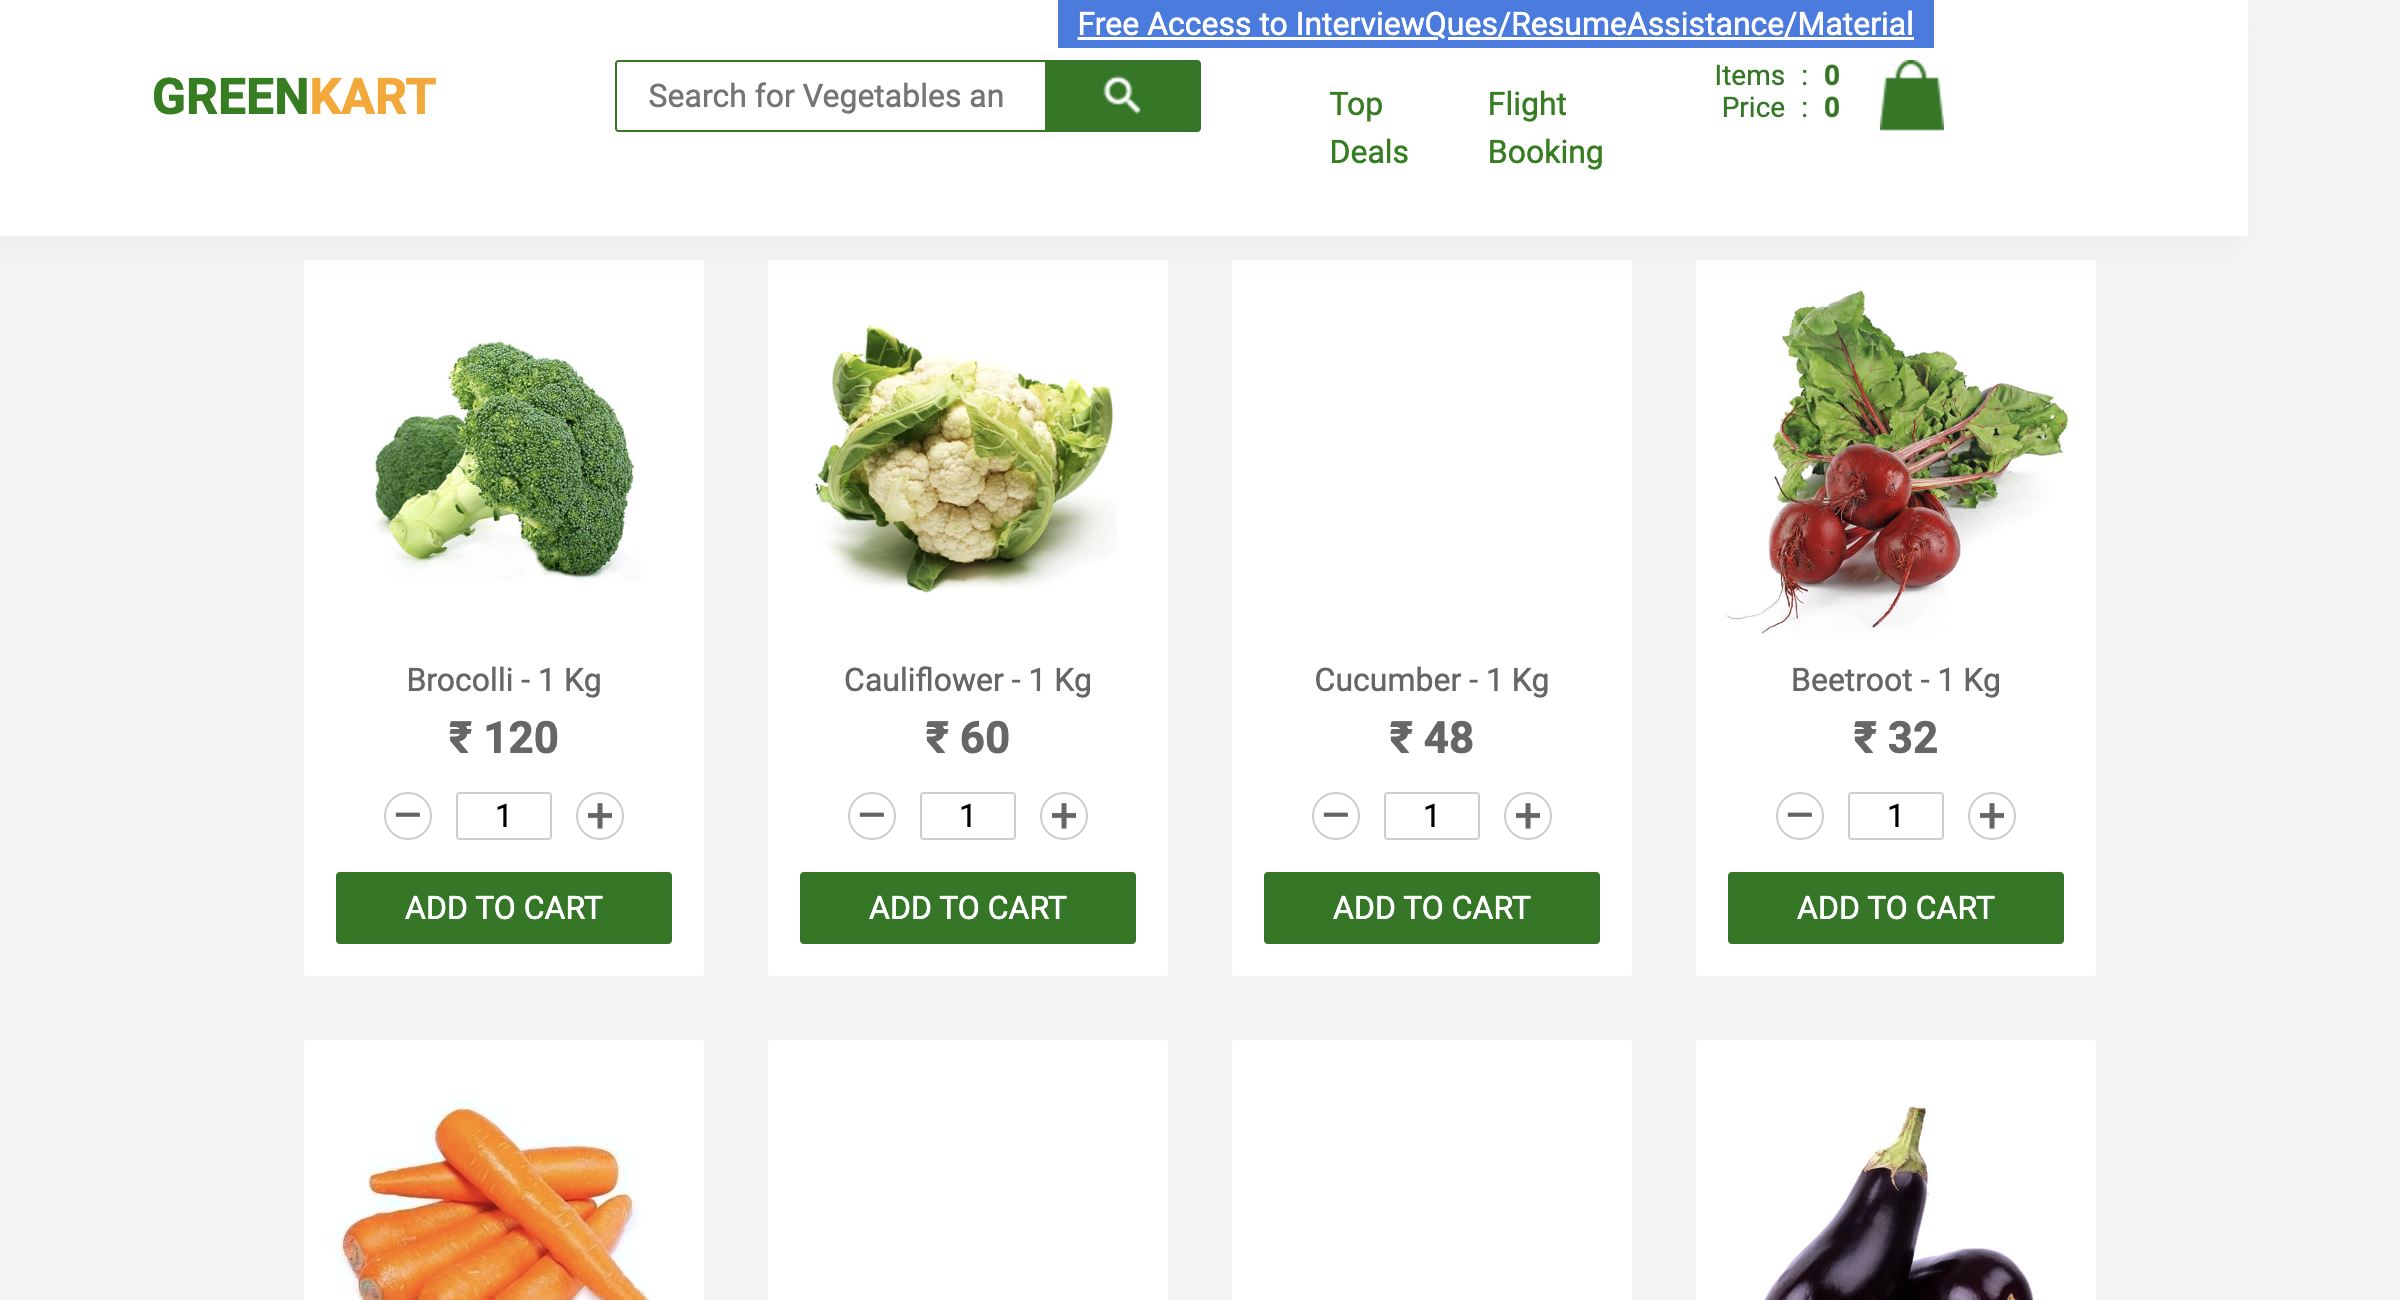 Free Access to InterviewQues/ResumeAssistance/Material
GREENKART
Search for Vegetables an
Top
Deals
Flight
Booking
Items : 0
Price : 0
Brocolli - 1 Kg
₹ 120
1
ADD TO CART
Cauliflower - 1 Kg
₹ 60
1
ADD TO CART
Cucumber - 1 Kg
₹ 48
1
ADD TO CART
Beetroot - 1 Kg
₹ 32
1
ADD TO CART